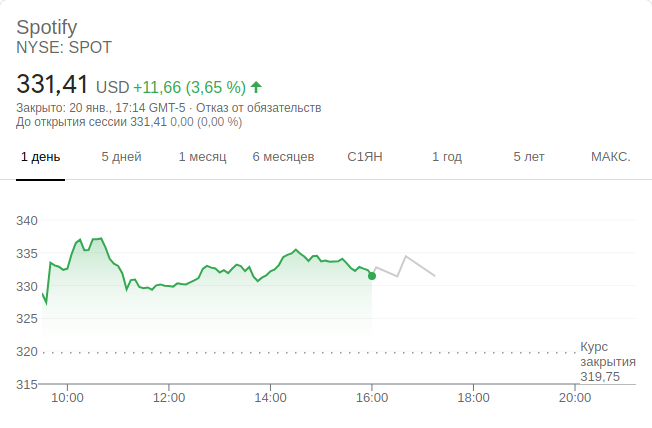 Spotify
NYSE: SPOT
331,41 USD +11,66 (3,65 %)
Закрыто: 20 янв., 17:14 GMT-5 · Отказ от обязательств
До открытия сессии 331,41 0,00 (0,00 %)
1 день 5 дней 1 месяц 6 месяцев С1ЯН 1 год 5 лет МАКС.
340
335
330
325
320
315
Курс
закрытия
319,75
10:00 12:00 14:00 16:00 18:00 20:00